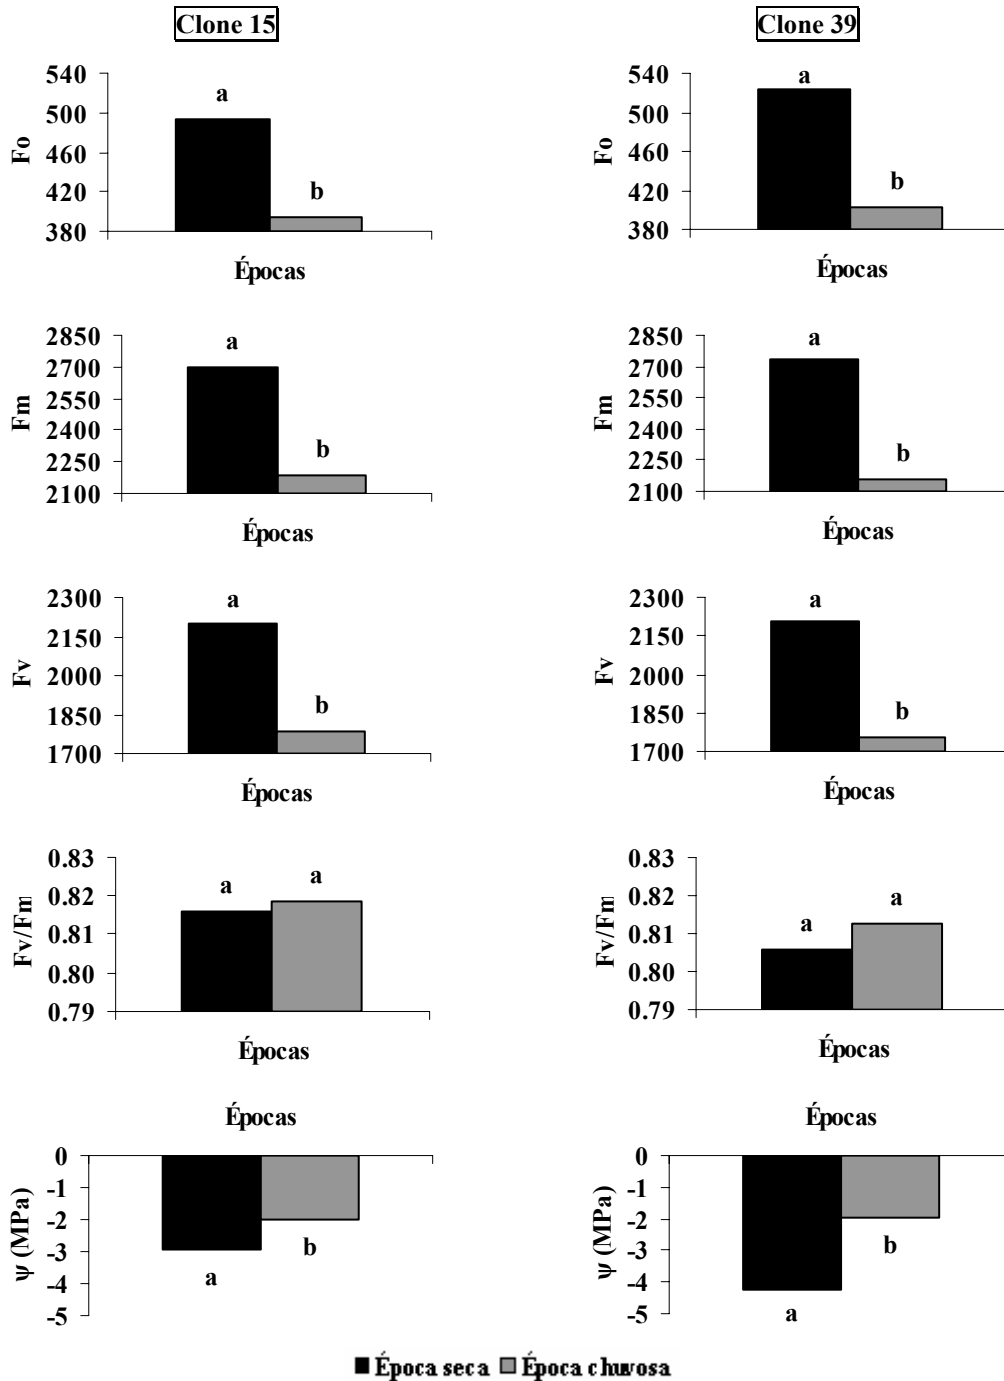 Clone 15
Clone 39
540
500
460
420
380
Fo
a
b
Épocas
540
500
460
420
380
Fo
a
b
Épocas
2850
2700
2550
2400
2250
2100
Fm
a
b
Épocas
2850
2700
2550
2400
2250
2100
Fm
a
b
Épocas
2300
2150
2000
1850
1700
Fv
a
b
Épocas
2300
2150
2000
1850
1700
Fv
a
b
Épocas
0.83
0.82
0.81
0.80
0.79
Fv/Fm
a
a
Épocas
0.83
0.82
0.81
0.80
0.79
Fv/Fm
a
a
Épocas
Épocas
0
-1
-2
-3
-4
-5
ψ (MPa)
a
b
Épocas
0
-1
-2
-3
-4
-5
ψ (MPa)
a
b
Época seca Época chuvosa